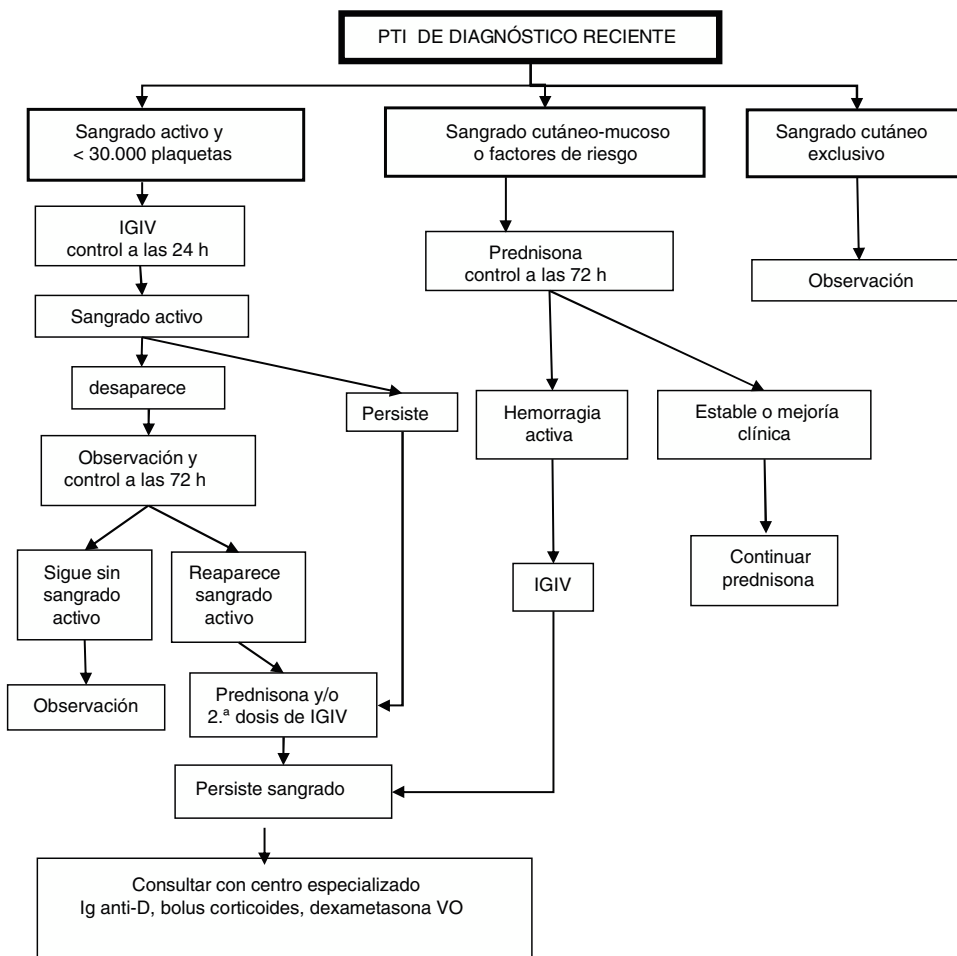 PTI DE DIAGNÓSTICO RECIENTE
Sangrado activo y
< 30.000 plaquetas
Sangrado cutáneo-mucoso
o factores de riesgo
Sangrado cutáneo
exclusivo
IGIV
control a las 24 h
Prednisona
control a las 72 h
Observación
Sangrado activo
desaparece
Persiste
Hemorragia
activa
Estable o mejoría
clínica
Observación y
control a las 72 h
Sigue sin
sangrado
activo
Reaparece
sangrado
activo
IGIV
Continuar
prednisona
Observación
Prednisona y/o
2.ª dosis de IGIV
Persiste sangrado
Consultar con centro especializado
Ig anti-D, bolus corticoides, dexametasona VO